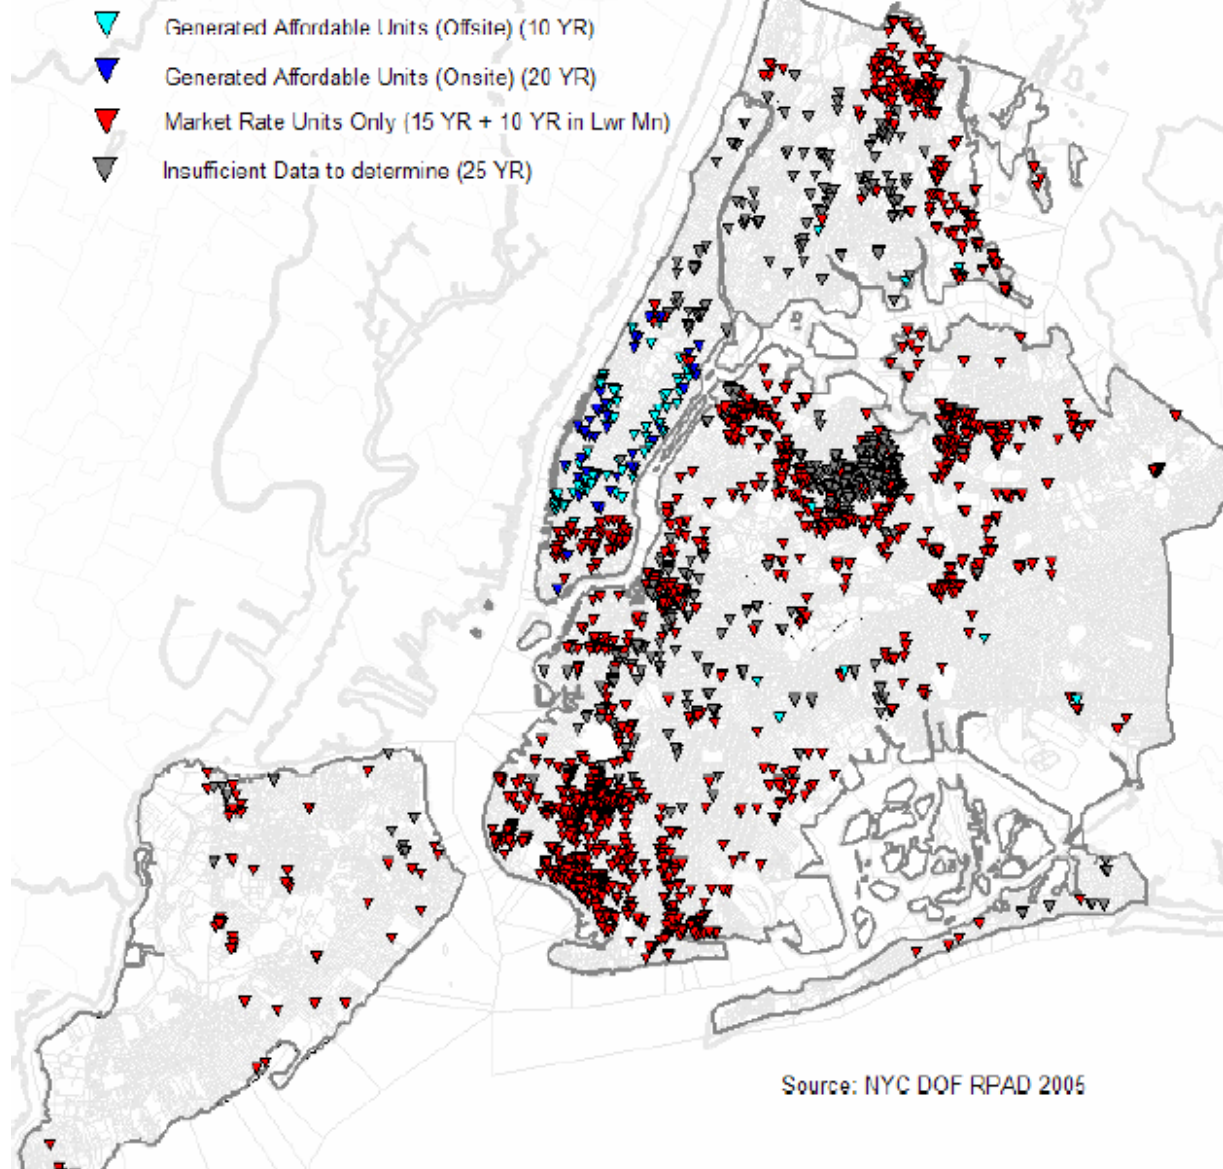 Generated Affordable Units (Offsite) (10 YR)
Generated Affordable Units (Onsite) (20 YR)
Market Rate Units Only (15 YR + 10 YR in Lwr Mn)
Insufficient Data to determine (25 YR)
Source: NYC DOF RPAD 2005